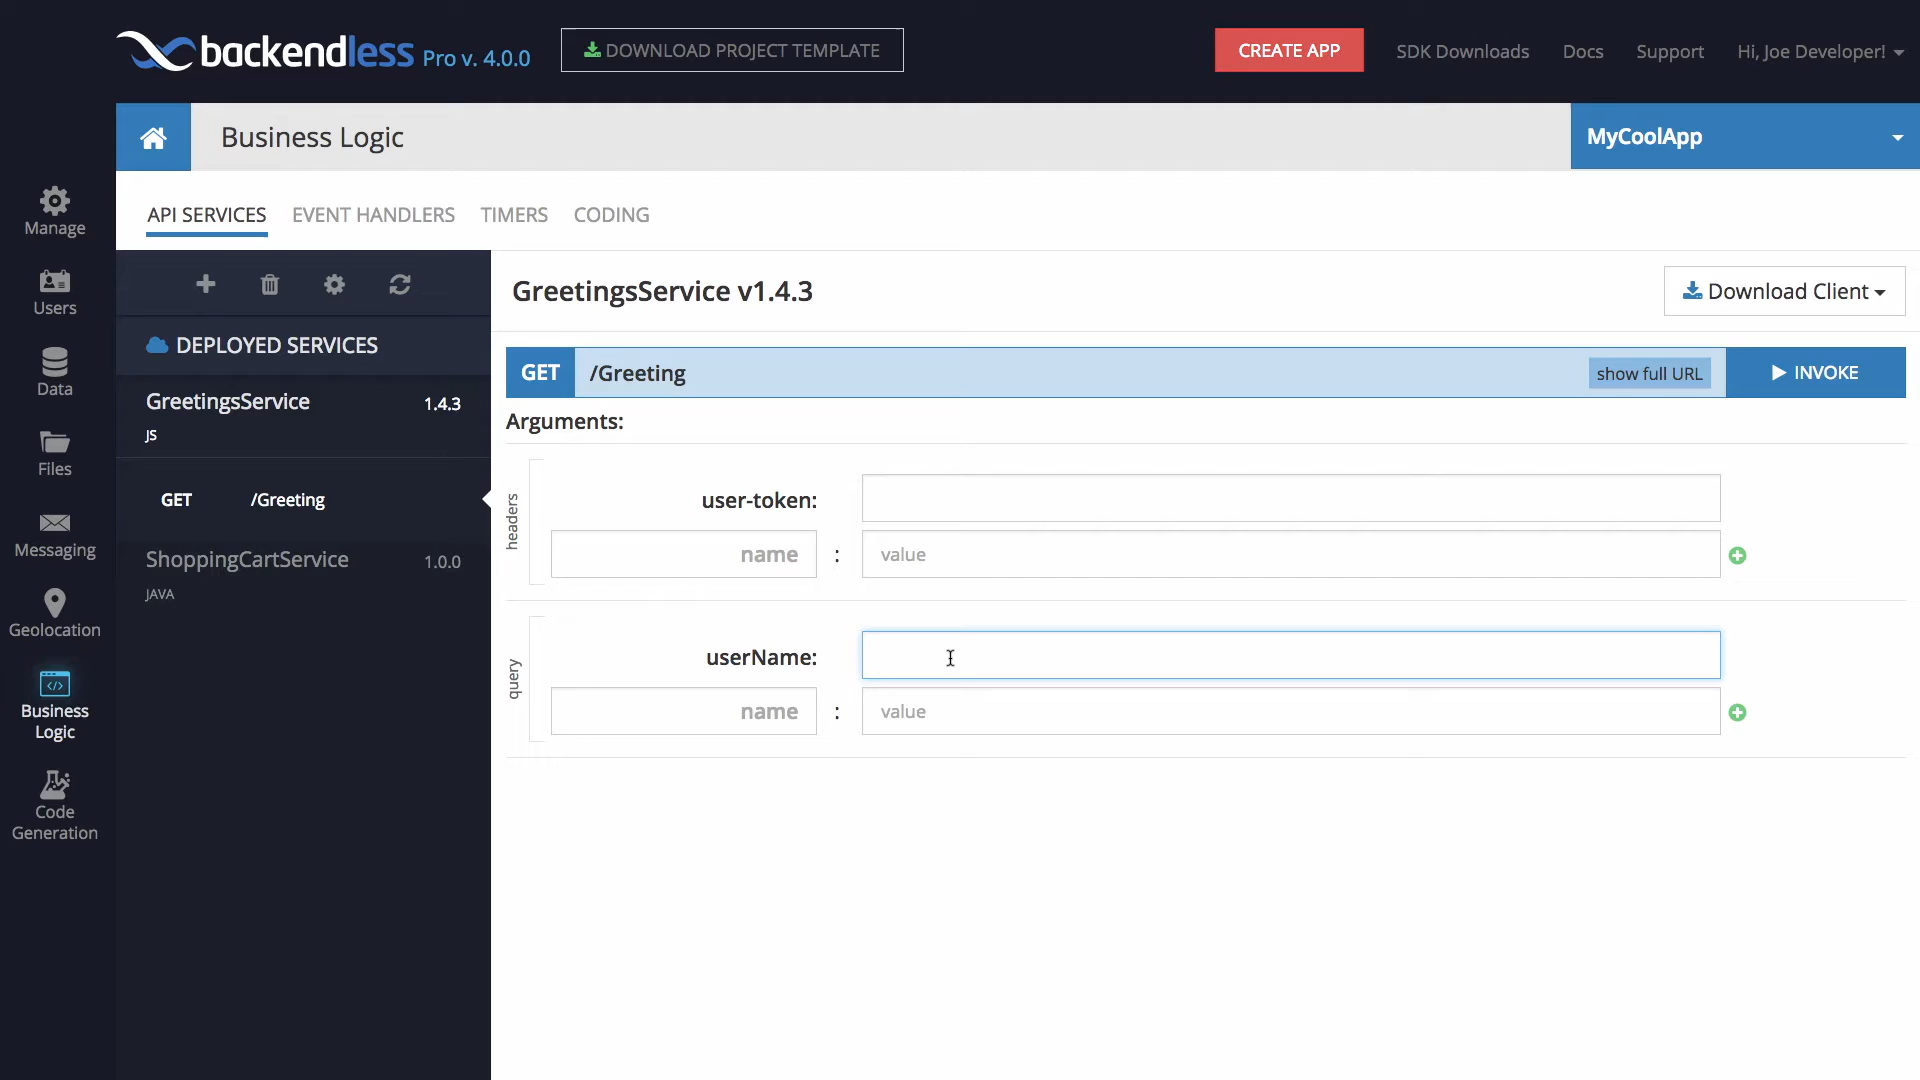 backendless Pro v. 4.0.0
DOWNLOAD PROJECT TEMPLATE
CREATE APP
SDK Downloads
Docs
Support
Hi, Joe Developer!
Business Logic
MyCoolApp
Manage
Users
Data
Files
Messaging
Geolocation
Business
Logic
Code
Generation
API SERVICES
EVENT HANDLERS
TIMERS
CODING
DEPLOYED SERVICES
GreetingsService 1.4.3
JS
GET /Greeting
ShoppingCartService 1.0.0
JAVA
GreetingsService v1.4.3
Download Client
GET /Greeting
show full URL
INVOKE
Arguments:
headers
user-token:
name : value
query
userName:
name : value